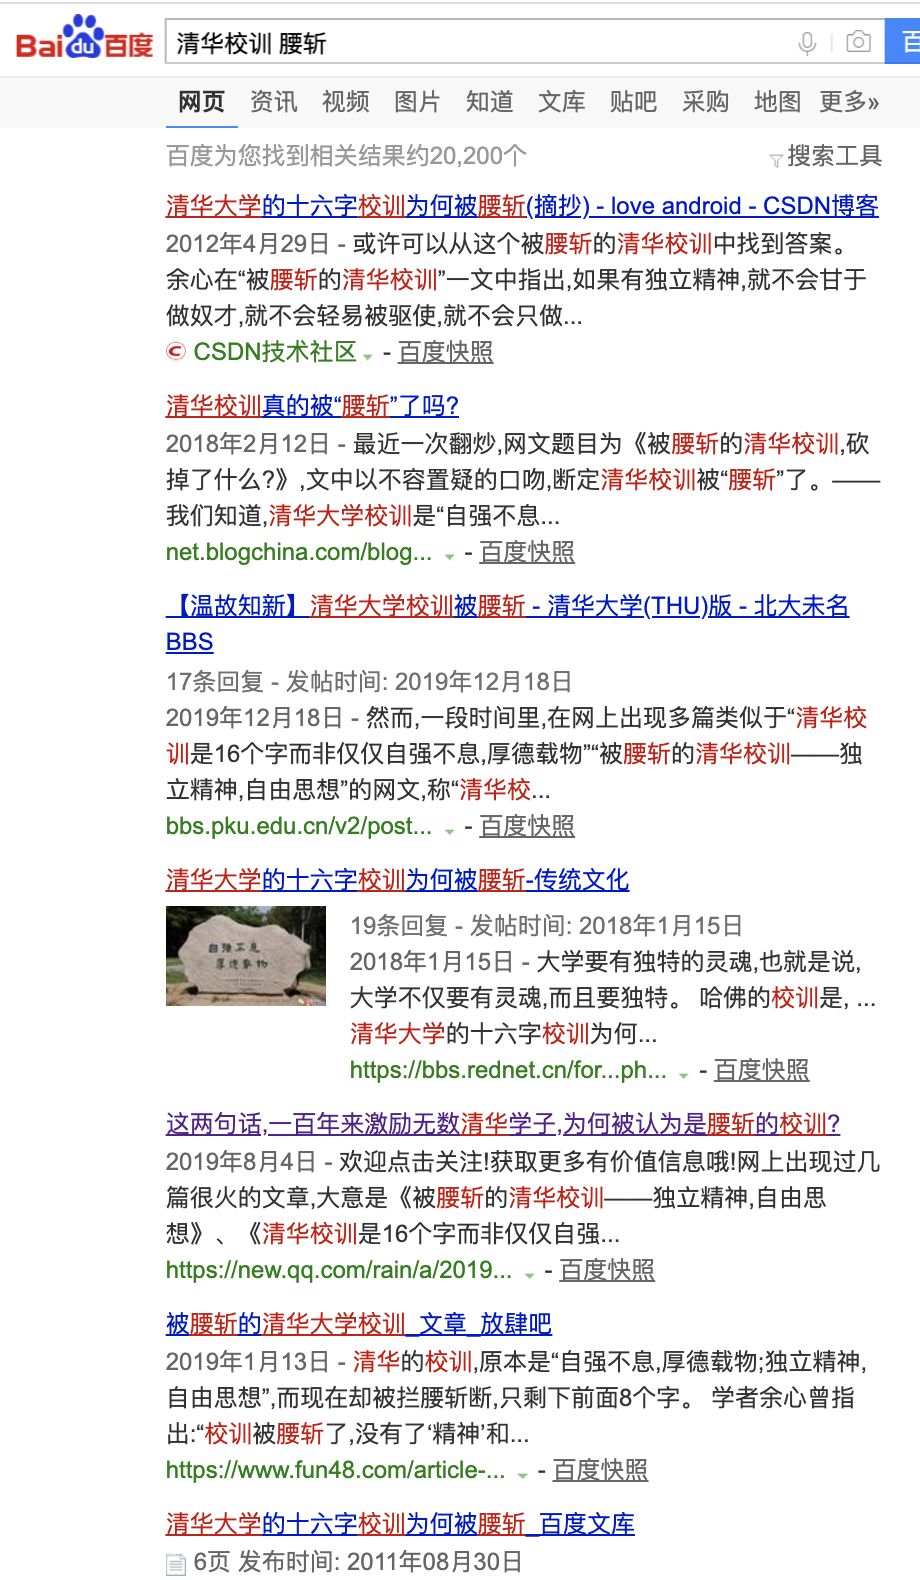 Bai du 百度
清华校训 腰斩
百
网页 资讯 视频 图片 知道 文库 贴吧 采购 地图 更多»
百度为您找到相关结果约20,200个
搜索工具
清华大学的十六字校训为何被腰斩(摘抄) - love android - CSDN博客
2012年4月29日 - 或许可以从这个被腰斩的清华校训中找到答案。
余心在“被腰斩的清华校训”一文中指出,如果有独立精神,就不会甘于
做奴才,就不会轻易被驱使,就不会只做...
CSDN技术社区 - 百度快照
清华校训真的被“腰斩”了吗?
2018年2月12日 - 最近一次翻炒,网文题目为《被腰斩的清华校训,砍
掉了什么?》,文中以不容置疑的口吻,断定清华校训被“腰斩”了。——
我们知道,清华大学校训是“自强不息...
net.blogchina.com/blog... - 百度快照
【温故知新】清华大学校训被腰斩 - 清华大学(THU)版 - 北大未名
BBS
17条回复 - 发帖时间: 2019年12月18日
2019年12月18日 - 然而,一段时间里,在网上出现多篇类似于“清华校
训是16个字而非仅仅自强不息,厚德载物”“被腰斩的清华校训——独
立精神,自由思想”的网文,称“清华校...
bbs.pku.edu.cn/v2/post... - 百度快照
清华大学的十六字校训为何被腰斩-传统文化
自强不息
厚德载物
19条回复 - 发帖时间: 2018年1月15日
2018年1月15日 - 大学要有独特的灵魂,也就是说,
大学不仅要有灵魂,而且要独特。 哈佛的校训是, ...
清华大学的十六字校训为何...
https://bbs.rednet.cn/for...ph... - 百度快照
这两句话,一百年来激励无数清华学子,为何被认为是腰斩的校训?
2019年8月4日 - 欢迎点击关注!获取更多有价值信息哦!网上出现过几
篇很火的文章,大意是《被腰斩的清华校训——独立精神,自由思
想》、《清华校训是16个字而非仅仅自强...
https://new.qq.com/rain/a/2019... - 百度快照
被腰斩的清华大学校训_文章_放肆吧
2019年1月13日 - 清华的校训,原本是“自强不息,厚德载物;独立精神,
自由思想”,而现在却被拦腰斩断,只剩下前面8个字。 学者余心曾指
出:“校训被腰斩了,没有了‘精神’和...
https://www.fun48.com/article-... - 百度快照
清华大学的十六字校训为何被腰斩_百度文库
6页 发布时间: 2011年08月30日